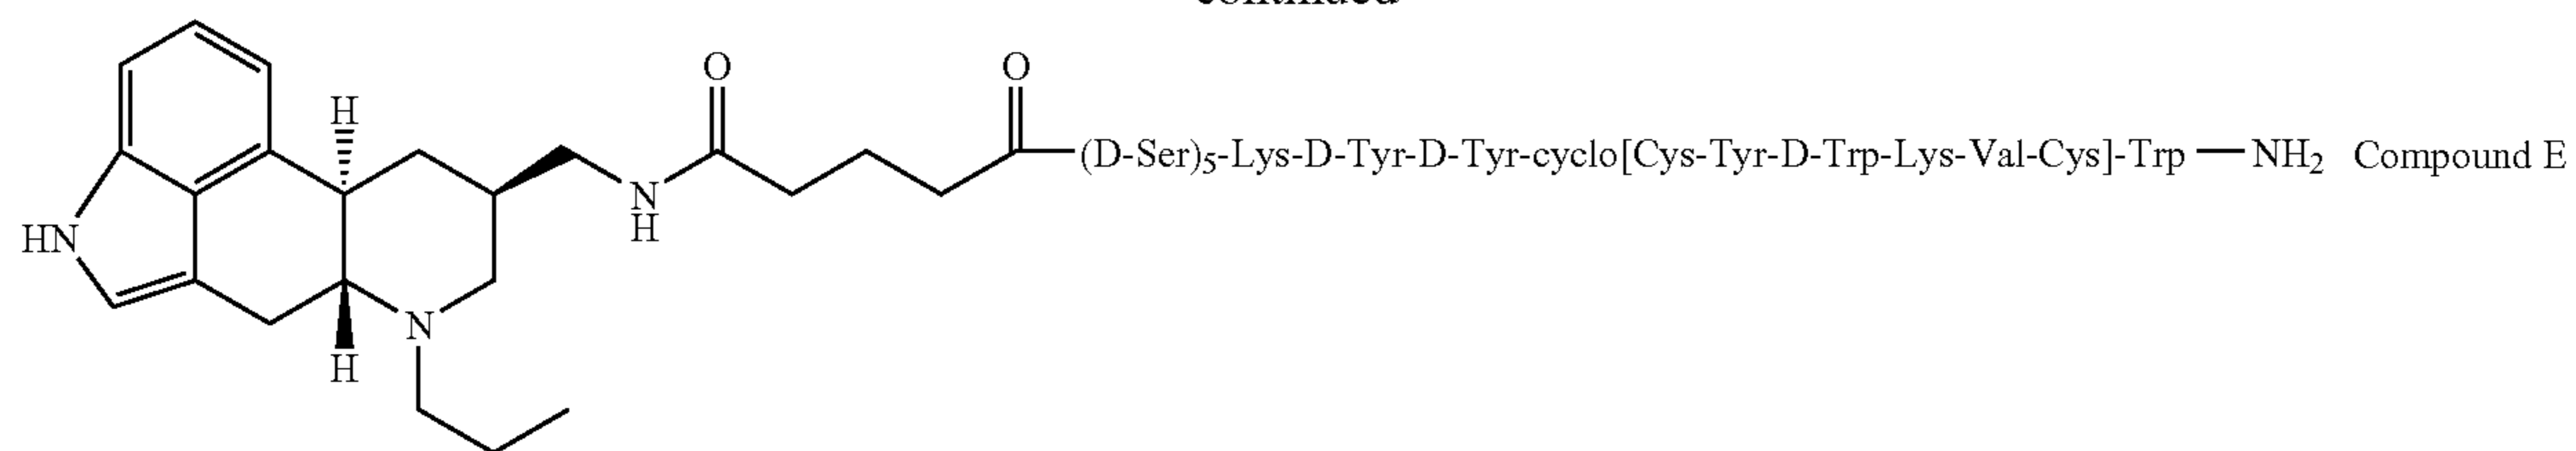 continued
H
O
O
(D-Ser)₅-Lys-D-Tyr-D-Tyr-cyclo[Cys-Tyr-D-Trp-Lys-Val-Cys]-Trp — NH₂ Compound E
N
H
HN
N
H